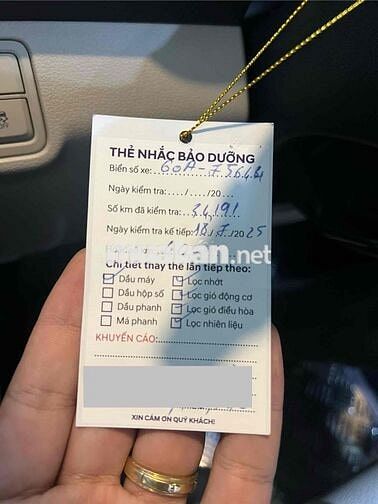 THẺ NHẮC BẢO DƯỠNG
Biển số xe: 60A-75644
Ngày kiểm tra: ..../..../20...
Số km đã kiểm tra: 34191
Ngày kiểm tra kế tiếp: 18/7/2025
Chi tiết thay thế lần tiếp theo:
Dầu máy Lọc nhớt
Dầu hộp số Lọc gió động cơ
Dầu phanh Lọc gió điều hòa
Má phanh Lọc nhiên liệu
KHUYẾN CÁO:
XIN CẢM ƠN QUÝ KHÁCH!